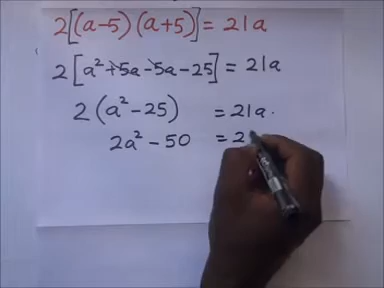 2[(a-5)(a+5)] = 21a
2[a²+5a-5a-25] = 21a
2(a²-25) = 21a.
2a²-50 = 2